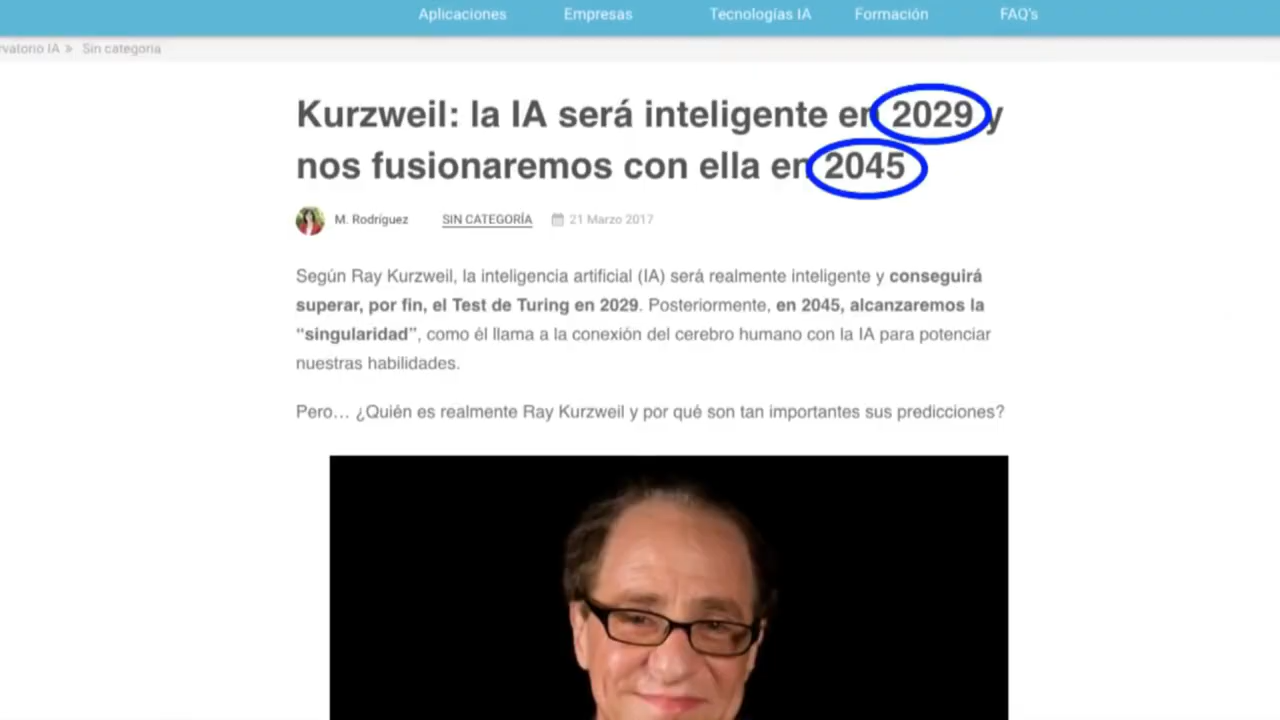 Aplicaciones Empresas Tecnologías IA Formación FAQ's
rvatorio IA » Sin categoría
Kurzweil: la IA será inteligente en 2029 y
nos fusionaremos con ella en 2045
M. Rodríguez SIN CATEGORÍA 21 Marzo 2017
Según Ray Kurzweil, la inteligencia artificial (IA) será realmente inteligente y conseguirá
superar, por fin, el Test de Turing en 2029. Posteriormente, en 2045, alcanzaremos la
“singularidad”, como él llama a la conexión del cerebro humano con la IA para potenciar
nuestras habilidades.
Pero… ¿Quién es realmente Ray Kurzweil y por qué son tan importantes sus predicciones?